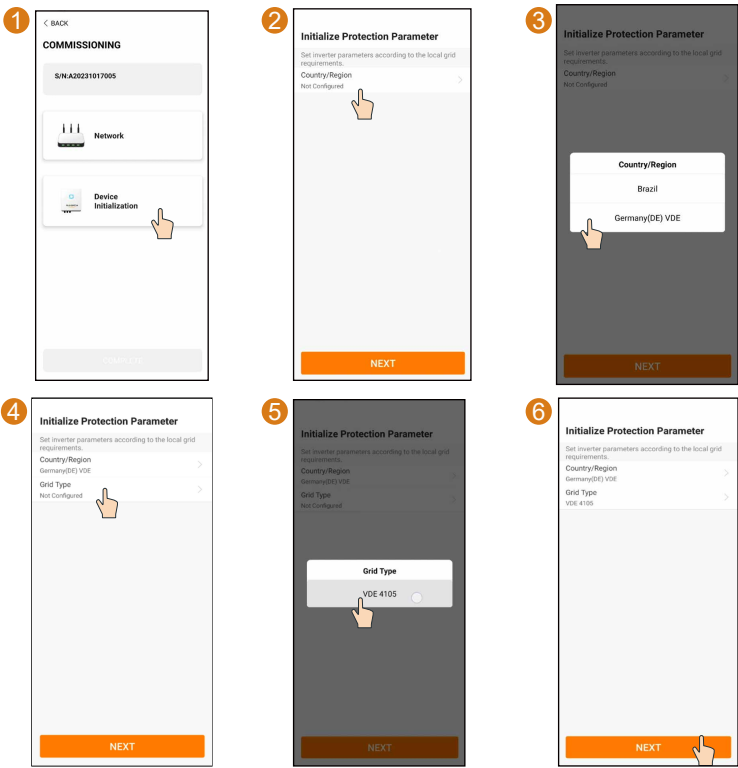 1
< BACK
COMMISSIONING
S/N:A20231017005
Network
Device
Initialization
COMPLETE
2
Initialize Protection Parameter
Set inverter parameters according to the local grid
requirements.
Country/Region
Not Configured
NEXT
3
Initialize Protection Parameter
Set inverter parameters according to the local grid
requirements.
Country/Region
Not Configured
Country/Region
Brazil
Germany(DE) VDE
NEXT
4
Initialize Protection Parameter
Set inverter parameters according to the local grid
requirements.
Country/Region
Germany(DE) VDE
Grid Type
Not Configured
NEXT
5
Initialize Protection Parameter
Set inverter parameters according to the local grid
requirements.
Country/Region
Germany(DE) VDE
Grid Type
Not Configured
Grid Type
VDE 4105
NEXT
6
Initialize Protection Parameter
Set inverter parameters according to the local grid
requirements.
Country/Region
Germany(DE) VDE
Grid Type
VDE 4105
NEXT